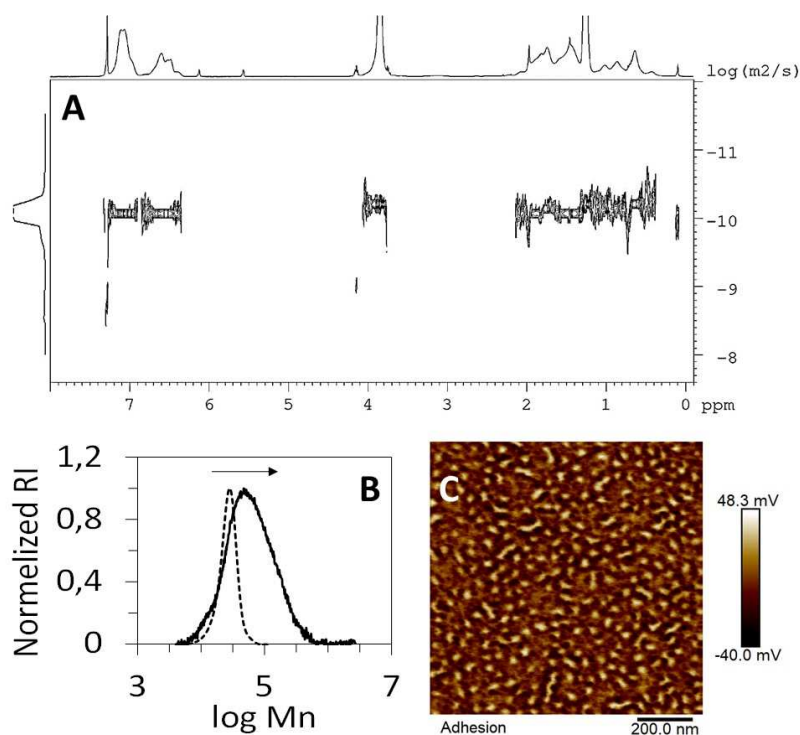 log(m2/s)
A
-11
-10
-9
-8
7 6 5 4 3 2 1 0 ppm
1,2
0,8
0,4
0
Normelized RI
B
3 5 7
log Mn
C
48.3 mV
-40.0 mV
Adhesion
200.0 nm